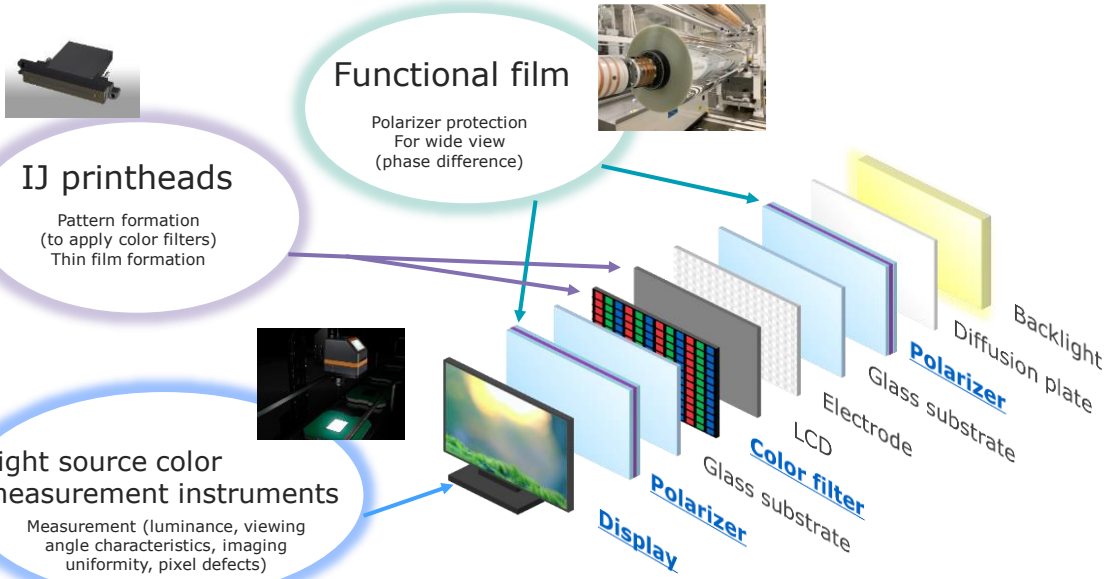 Functional film
Polarizer protection
For wide view
(phase difference)
IJ printheads
Pattern formation
(to apply color filters)
Thin film formation
ight source color
measurement instruments
Measurement (luminance, viewing
angle characteristics, imaging
uniformity, pixel defects)
Backlight
Diffusion plate
Polarizer
Glass substrate
Electrode
LCD
Color filter
Glass substrate
Polarizer
Display